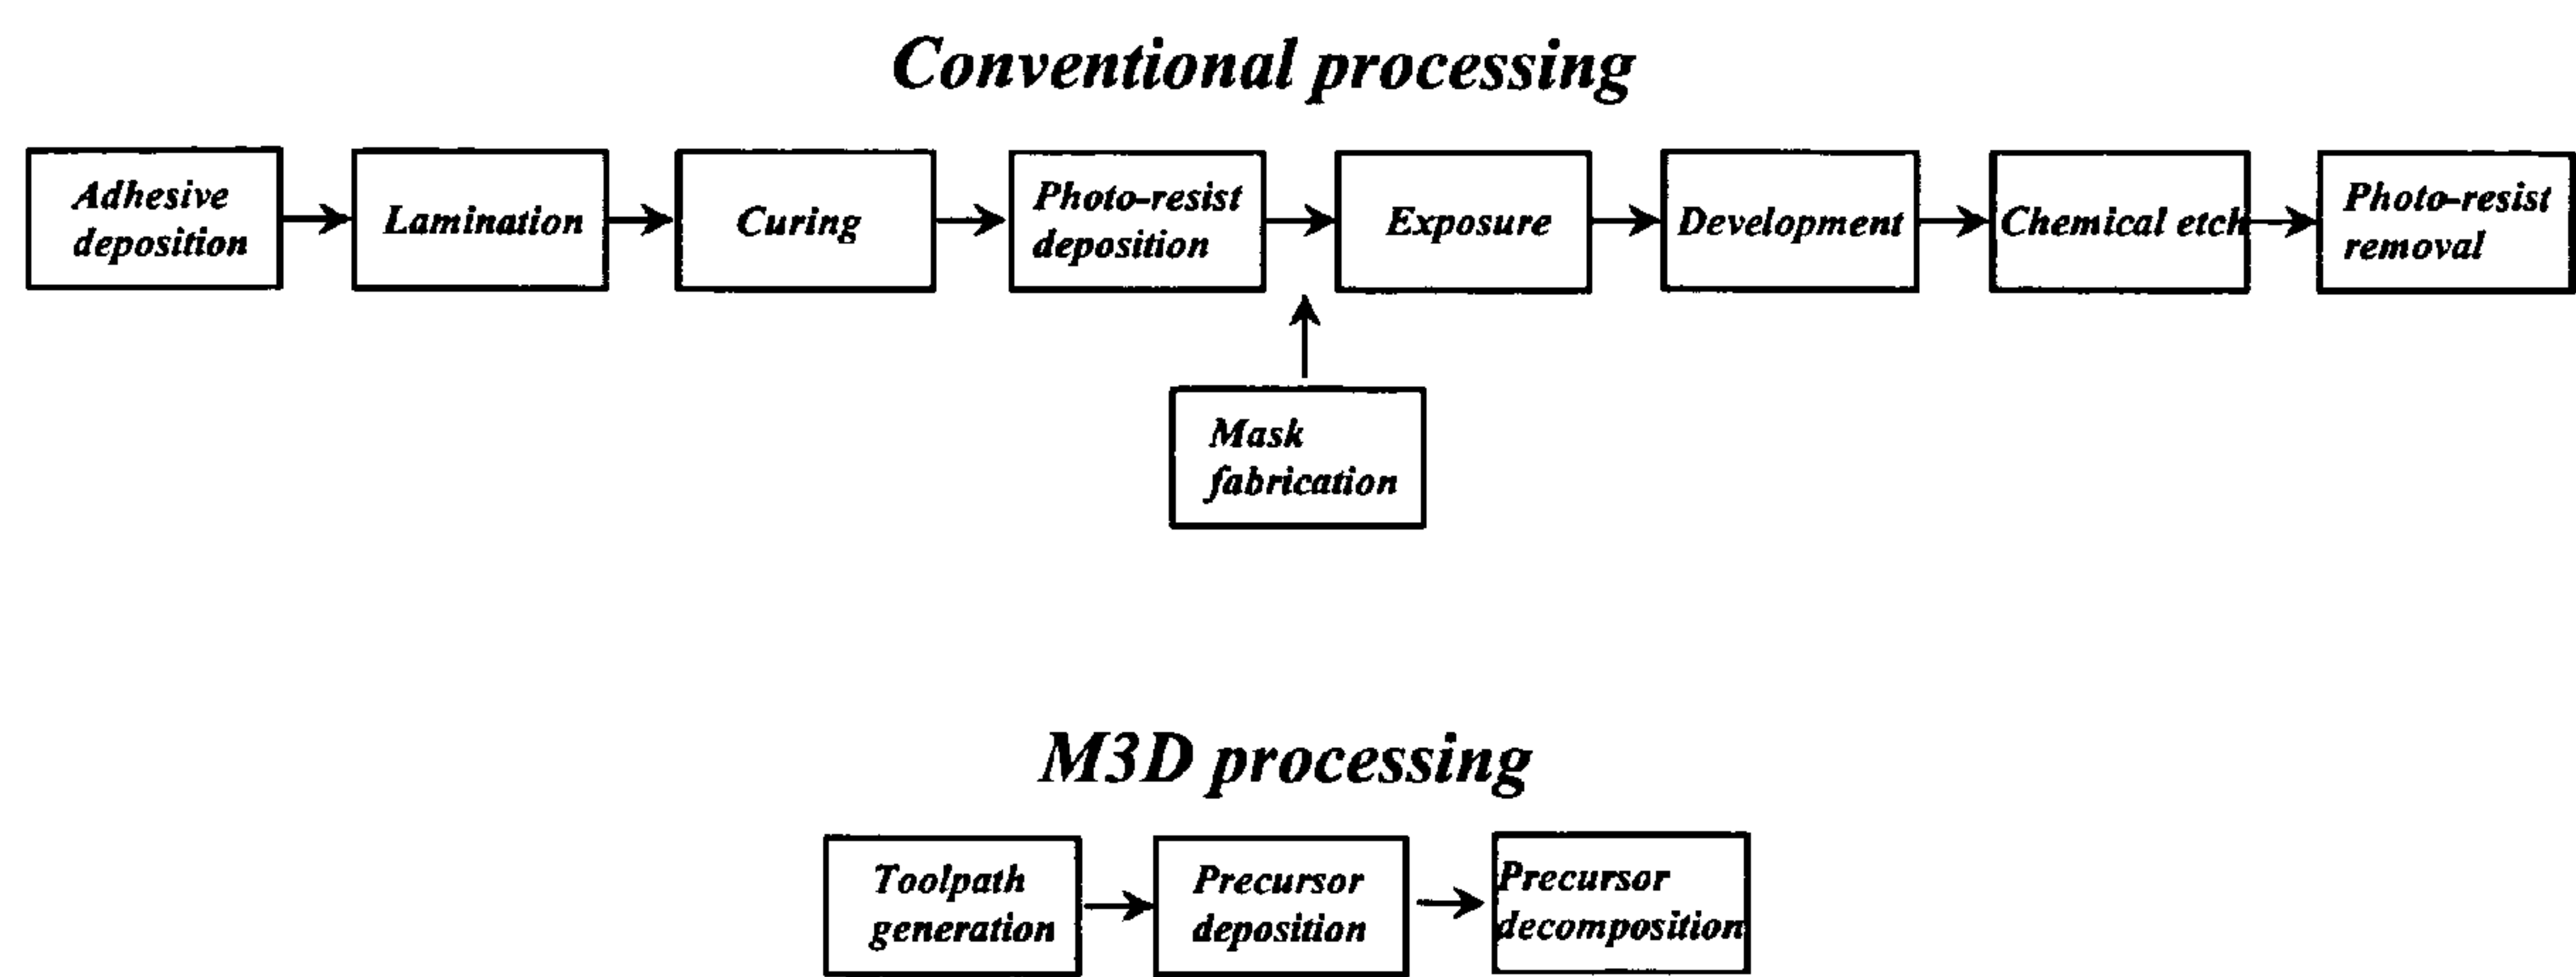 Conventional processing
Adhesive
deposition
Lamination
Curing
Photo-resist
deposition
Exposure
Development
Chemical etch
Photo-resist
removal
Mask
fabrication
M3D processing
Toolpath
generation
Precursor
deposition
Precursor
decomposition